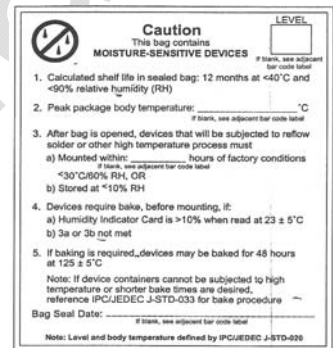 LEVEL
Caution
This bag contains
MOISTURE-SENSITIVE DEVICES
If blank, see adjacent
bar code label
1. Calculated shelf life in sealed bag: 12 months at <40°C and
<90% relative humidity (RH)
2. Peak package body temperature: ____________ °C
If blank, see adjacent bar code label
3. After bag is opened, devices that will be subjected to reflow
solder or other high temperature process must
a) Mounted within: __________ hours of factory conditions
If blank, see adjacent bar code label
<30°C/60% RH, OR
b) Stored at <10% RH
4. Devices require bake, before mounting, if:
a) Humidity Indicator Card is >10% when read at 23 ± 5°C
b) 3a or 3b not met
5. If baking is required, devices may be baked for 48 hours
at 125 ± 5°C
Note: If device containers cannot be subjected to high
temperature or shorter bake times are desired,
reference IPC/JEDEC J-STD-033 for bake procedure
Bag Seal Date: ____________
If blank, see adjacent bar code label
Note: Level and body temperature defined by IPC/JEDEC J-STD-020